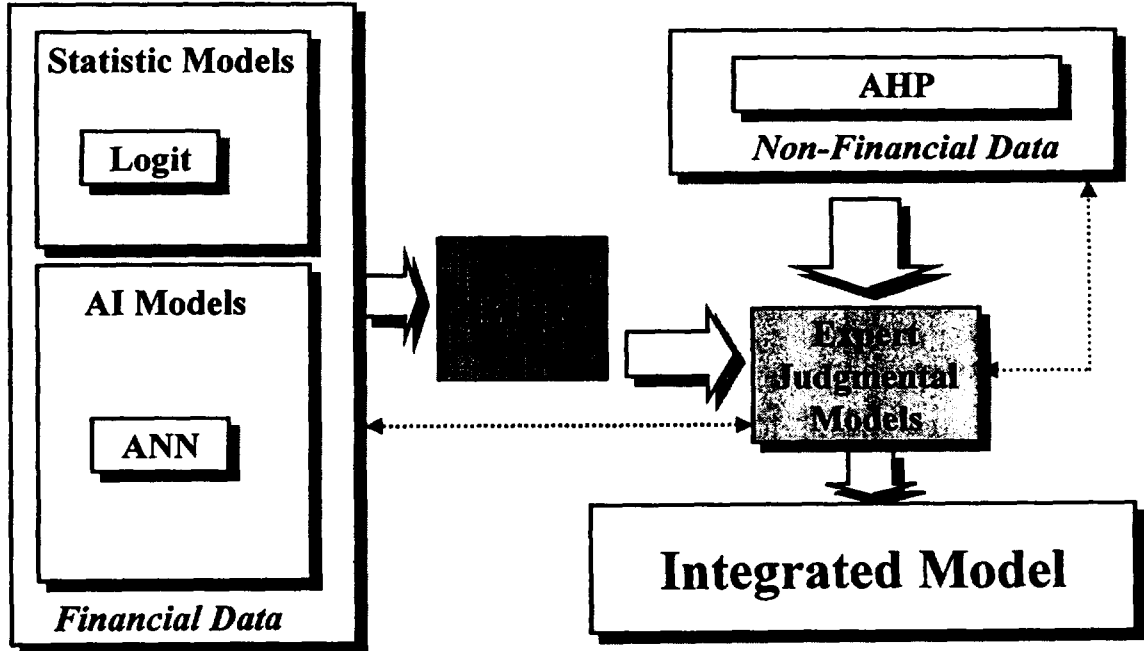 Statistic Models
Logit
AI Models
ANN
Financial Data
AHP
Non-Financial Data
Expert
Judgmental
Models
Integrated Model